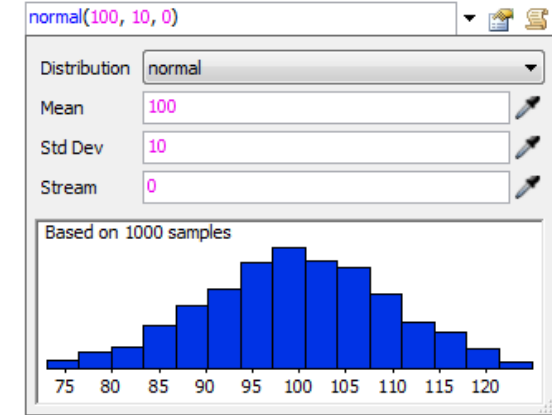 normal(100, 10, 0)
Distribution normal
Mean 100
Std Dev 10
Stream 0
Based on 1000 samples
75 80 85 90 95 100 105 110 115 120